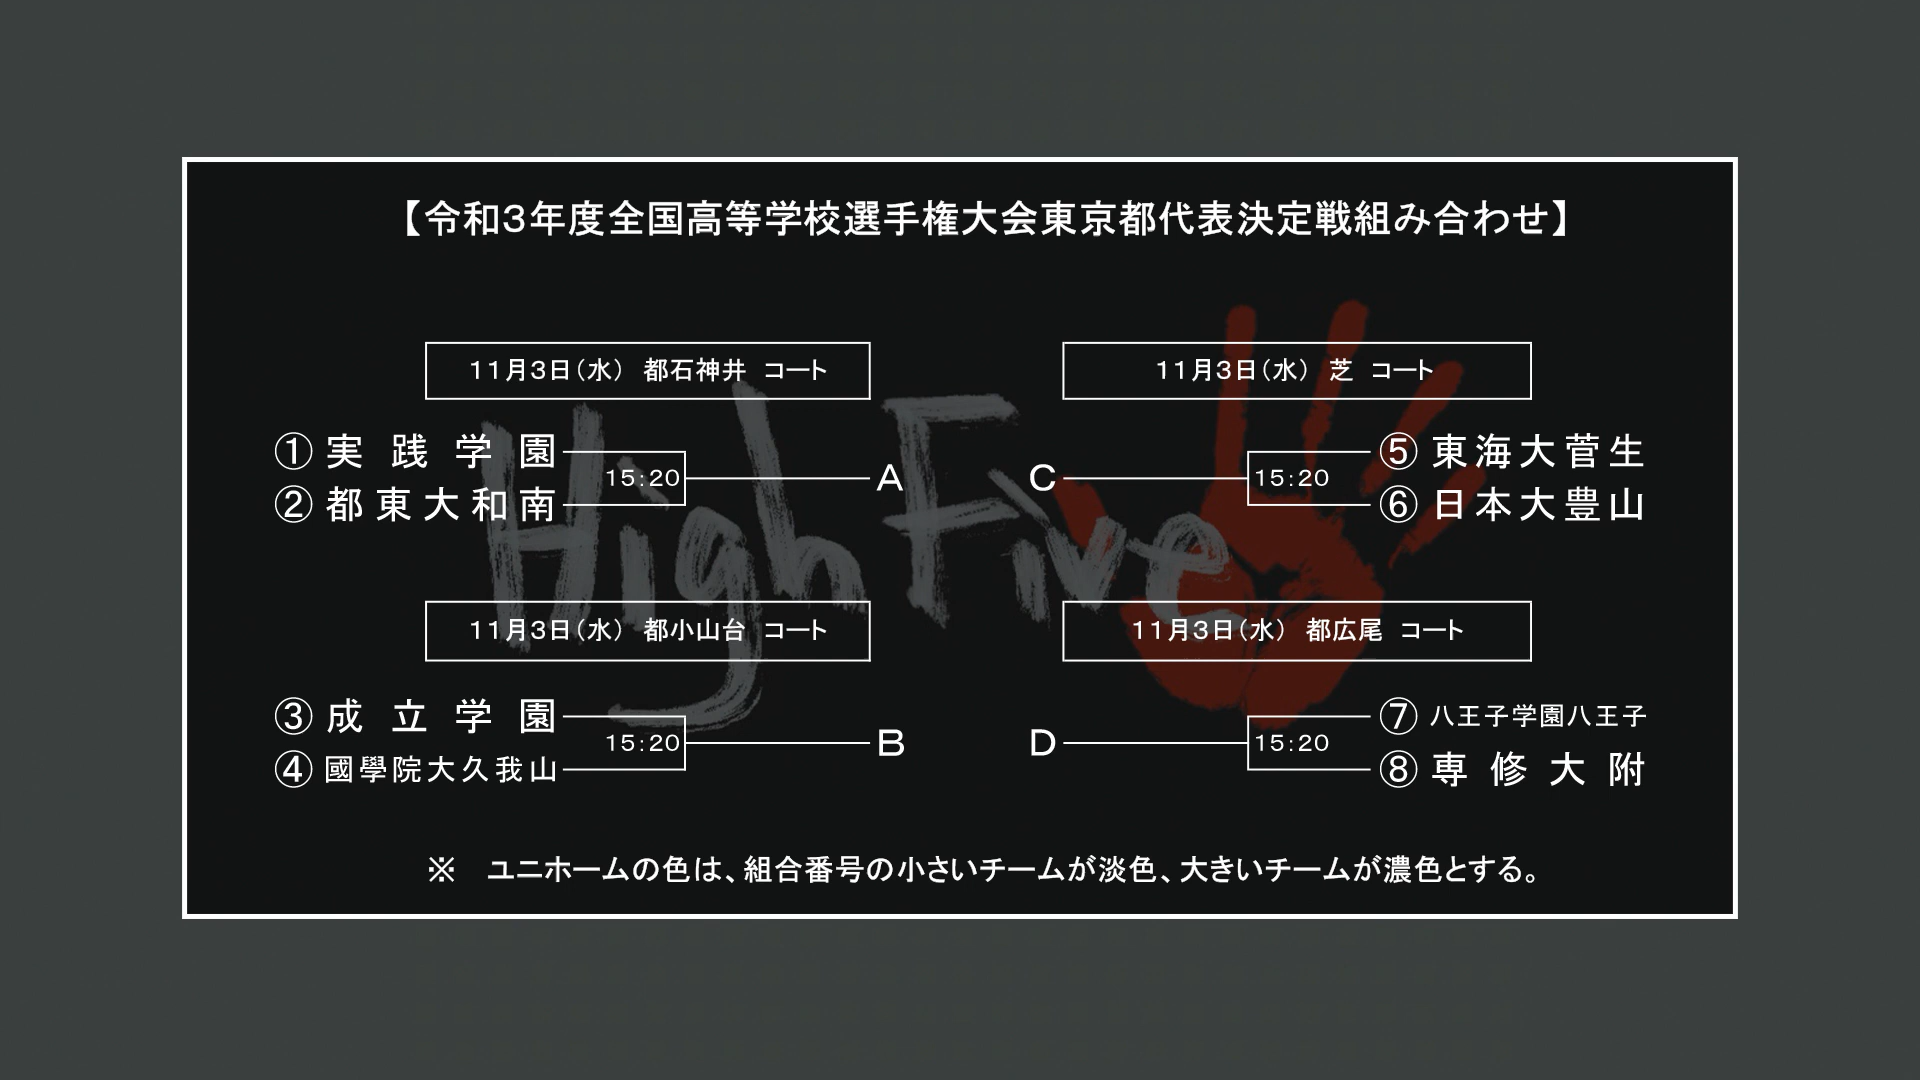 【令和3年度全国高等学校選手権大会東京都代表決定戦組み合わせ】
11月3日(水) 都石神井 コート
① 実践学園
② 都東大和南
15:20
A
11月3日(水) 芝 コート
C
15:20
⑤ 東海大菅生
⑥ 日本大豊山
High Five
11月3日(水) 都小山台 コート
③ 成立学園
④ 國學院大久我山
15:20
B
11月3日(水) 都広尾 コート
D
15:20
⑦ 八王子学園八王子
⑧ 専修大附
※ ユニホームの色は、組合番号の小さいチームが淡色、大きいチームが濃色とする。